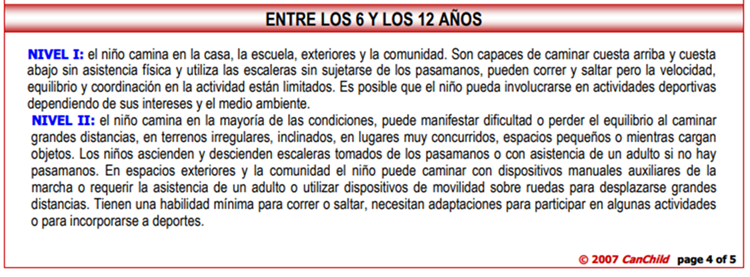 ENTRE LOS 6 Y LOS 12 AÑOS
NIVEL I: el niño camina en la casa, la escuela, exteriores y la comunidad. Son capaces de caminar cuesta arriba y cuesta
abajo sin asistencia física y utiliza las escaleras sin sujetarse de los pasamanos, pueden correr y saltar pero la velocidad,
equilibrio y coordinación en la actividad están limitados. Es posible que el niño pueda involucrarse en actividades deportivas
dependiendo de sus intereses y el medio ambiente.
NIVEL II: el niño camina en la mayoría de las condiciones, puede manifestar dificultad o perder el equilibrio al caminar
grandes distancias, en terrenos irregulares, inclinados, en lugares muy concurridos, espacios pequeños o mientras cargan
objetos. Los niños ascienden y descienden escaleras tomados de los pasamanos o con asistencia de un adulto si no hay
pasamanos. En espacios exteriores y la comunidad el niño puede caminar con dispositivos manuales auxiliares de la
marcha o requerir la asistencia de un adulto o utilizar dispositivos de movilidad sobre ruedas para desplazarse grandes
distancias. Tienen una habilidad mínima para correr o saltar, necesitan adaptaciones para participar en algunas actividades
o para incorporarse a deportes.
© 2007 CanChild page 4 of 5